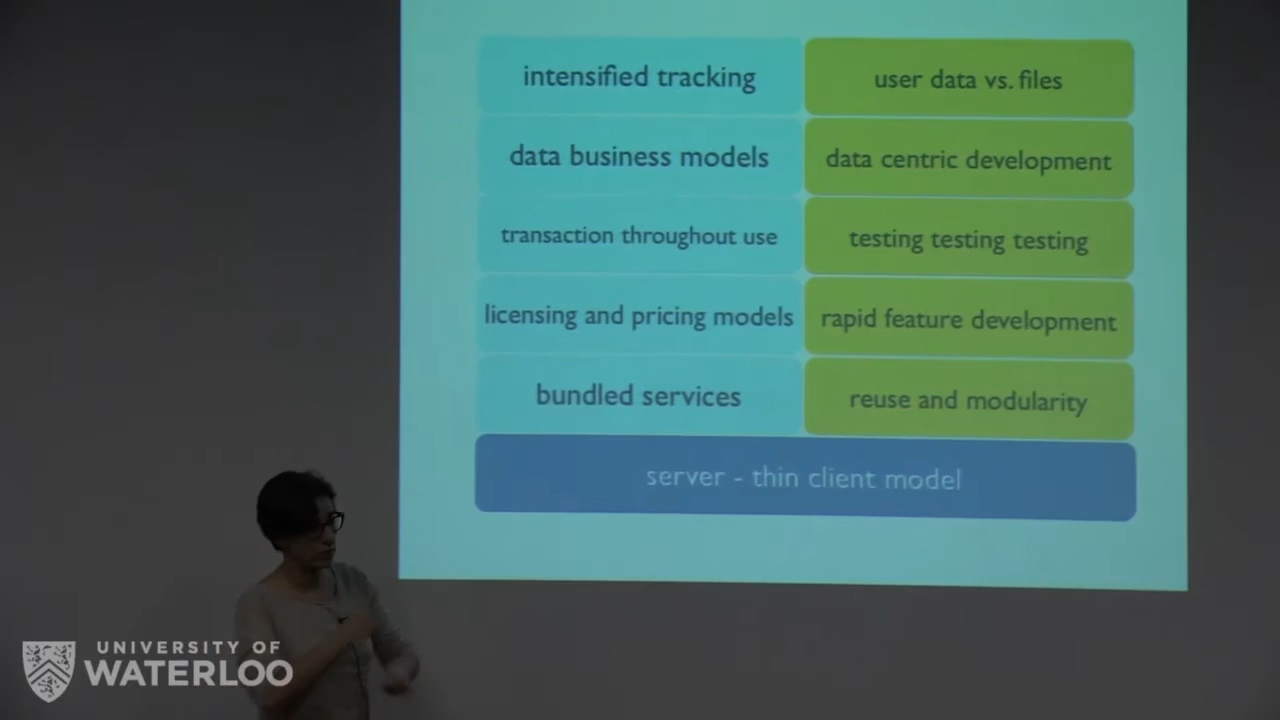 intensified tracking
user data vs. files
data business models
data centric development
transaction throughout use
testing testing testing
licensing and pricing models
rapid feature development
bundled services
reuse and modularity
server - thin client model
UNIVERSITY OF
WATERLOO